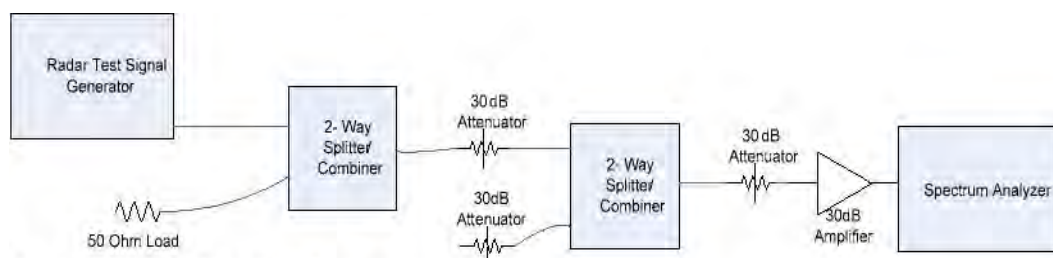 Radar Test Signal
Generator
2- Way
Splitter/
Combiner
50 Ohm Load
30dB
Attenuator
30dB
Attenuator
2- Way
Splitter/
Combiner
30dB
Attenuator
30dB
Amplifier
Spectrum Analyzer